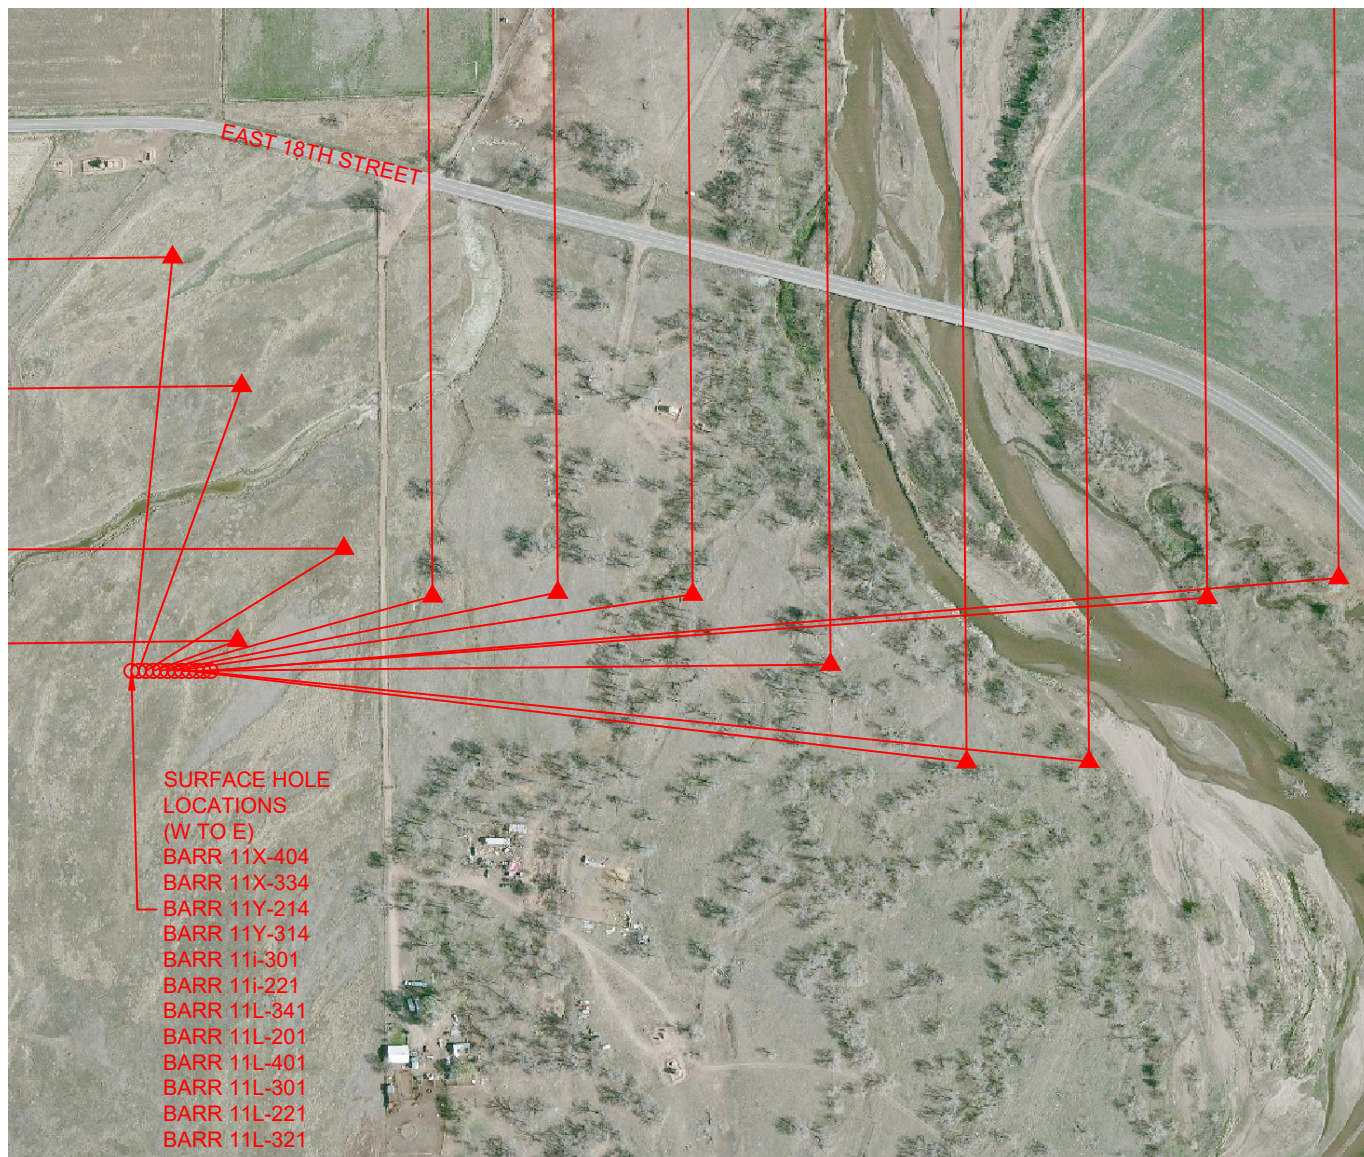 EAST 18TH STREET
SURFACE HOLE
LOCATIONS
(W TO E)
BARR 11X-404
BARR 11X-334
BARR 11Y-214
BARR 11Y-314
BARR 11i-301
BARR 11i-221
BARR 11L-341
BARR 11L-201
BARR 11L-401
BARR 11L-301
BARR 11L-221
BARR 11L-321